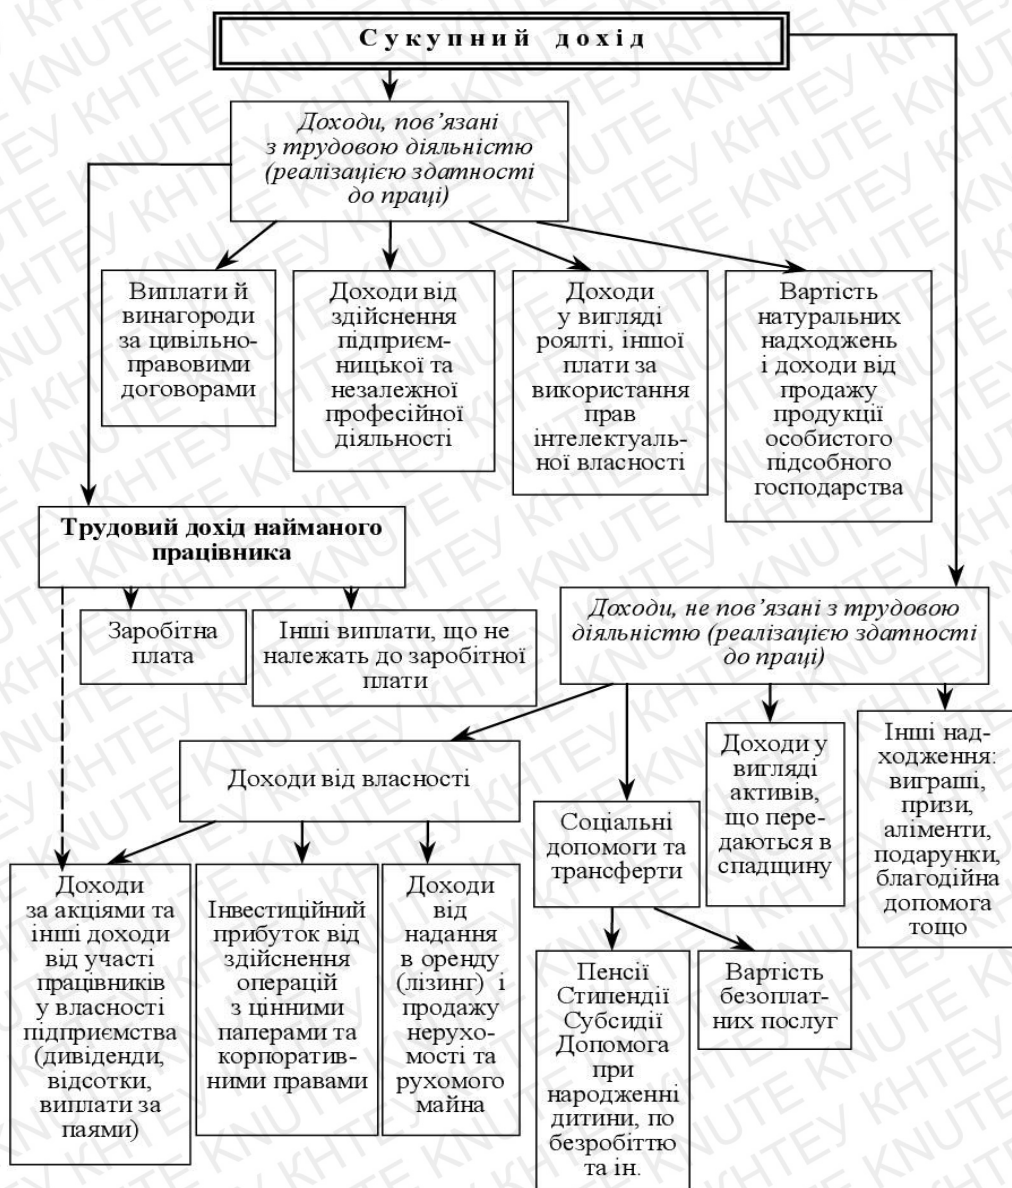 Сукупний дохід
Доходи, пов’язані
з трудовою діяльністю
(реалізацією здатності
до праці)
Виплати й
винагороди
за цивільно-
правовими
договорами
Доходи від
здійснення
підприєм-
ницької та
незалежної
професійної
діяльності
Доходи
у вигляді
роялті, іншої
плати за
використання
прав
інтелектуаль-
ної власності
Вартість
натуральних
надходжень
і доходи від
продажу
продукції
особистого
підсобного
господарства
Трудовий дохід найманого
працівника
Заробітна
плата
Інші виплати, що не
належать до заробітної
плати
Доходи, не пов’язані з трудовою
діяльністю (реалізацією здатності
до праці)
Доходи від власності
Соціальні
допомоги та
трансферти
Доходи у
вигляді
активів,
що пере-
даються в
спадщину
Інші над-
ходження:
виграші,
призи,
аліменти,
подарунки,
благодійна
допомога
тощо
Доходи
за акціями та
інші доходи
від участі
працівників
у власності
підприємства
(дивіденди,
відсотки,
виплати за
паями)
Інвестиційний
прибуток від
здійснення
операцій
з цінними
паперами та
корпоратив-
ними правами
Доходи
від
надання
в оренду
(лізинг) і
продажу
нерухо-
мості та
рухомого
майна
Пенсії
Стипендії
Субсидії
Допомога
при
народженні
дитини, по
безробіттю
та ін.
Вартість
безоплат-
них послуг
KNUTE КНТЕУ